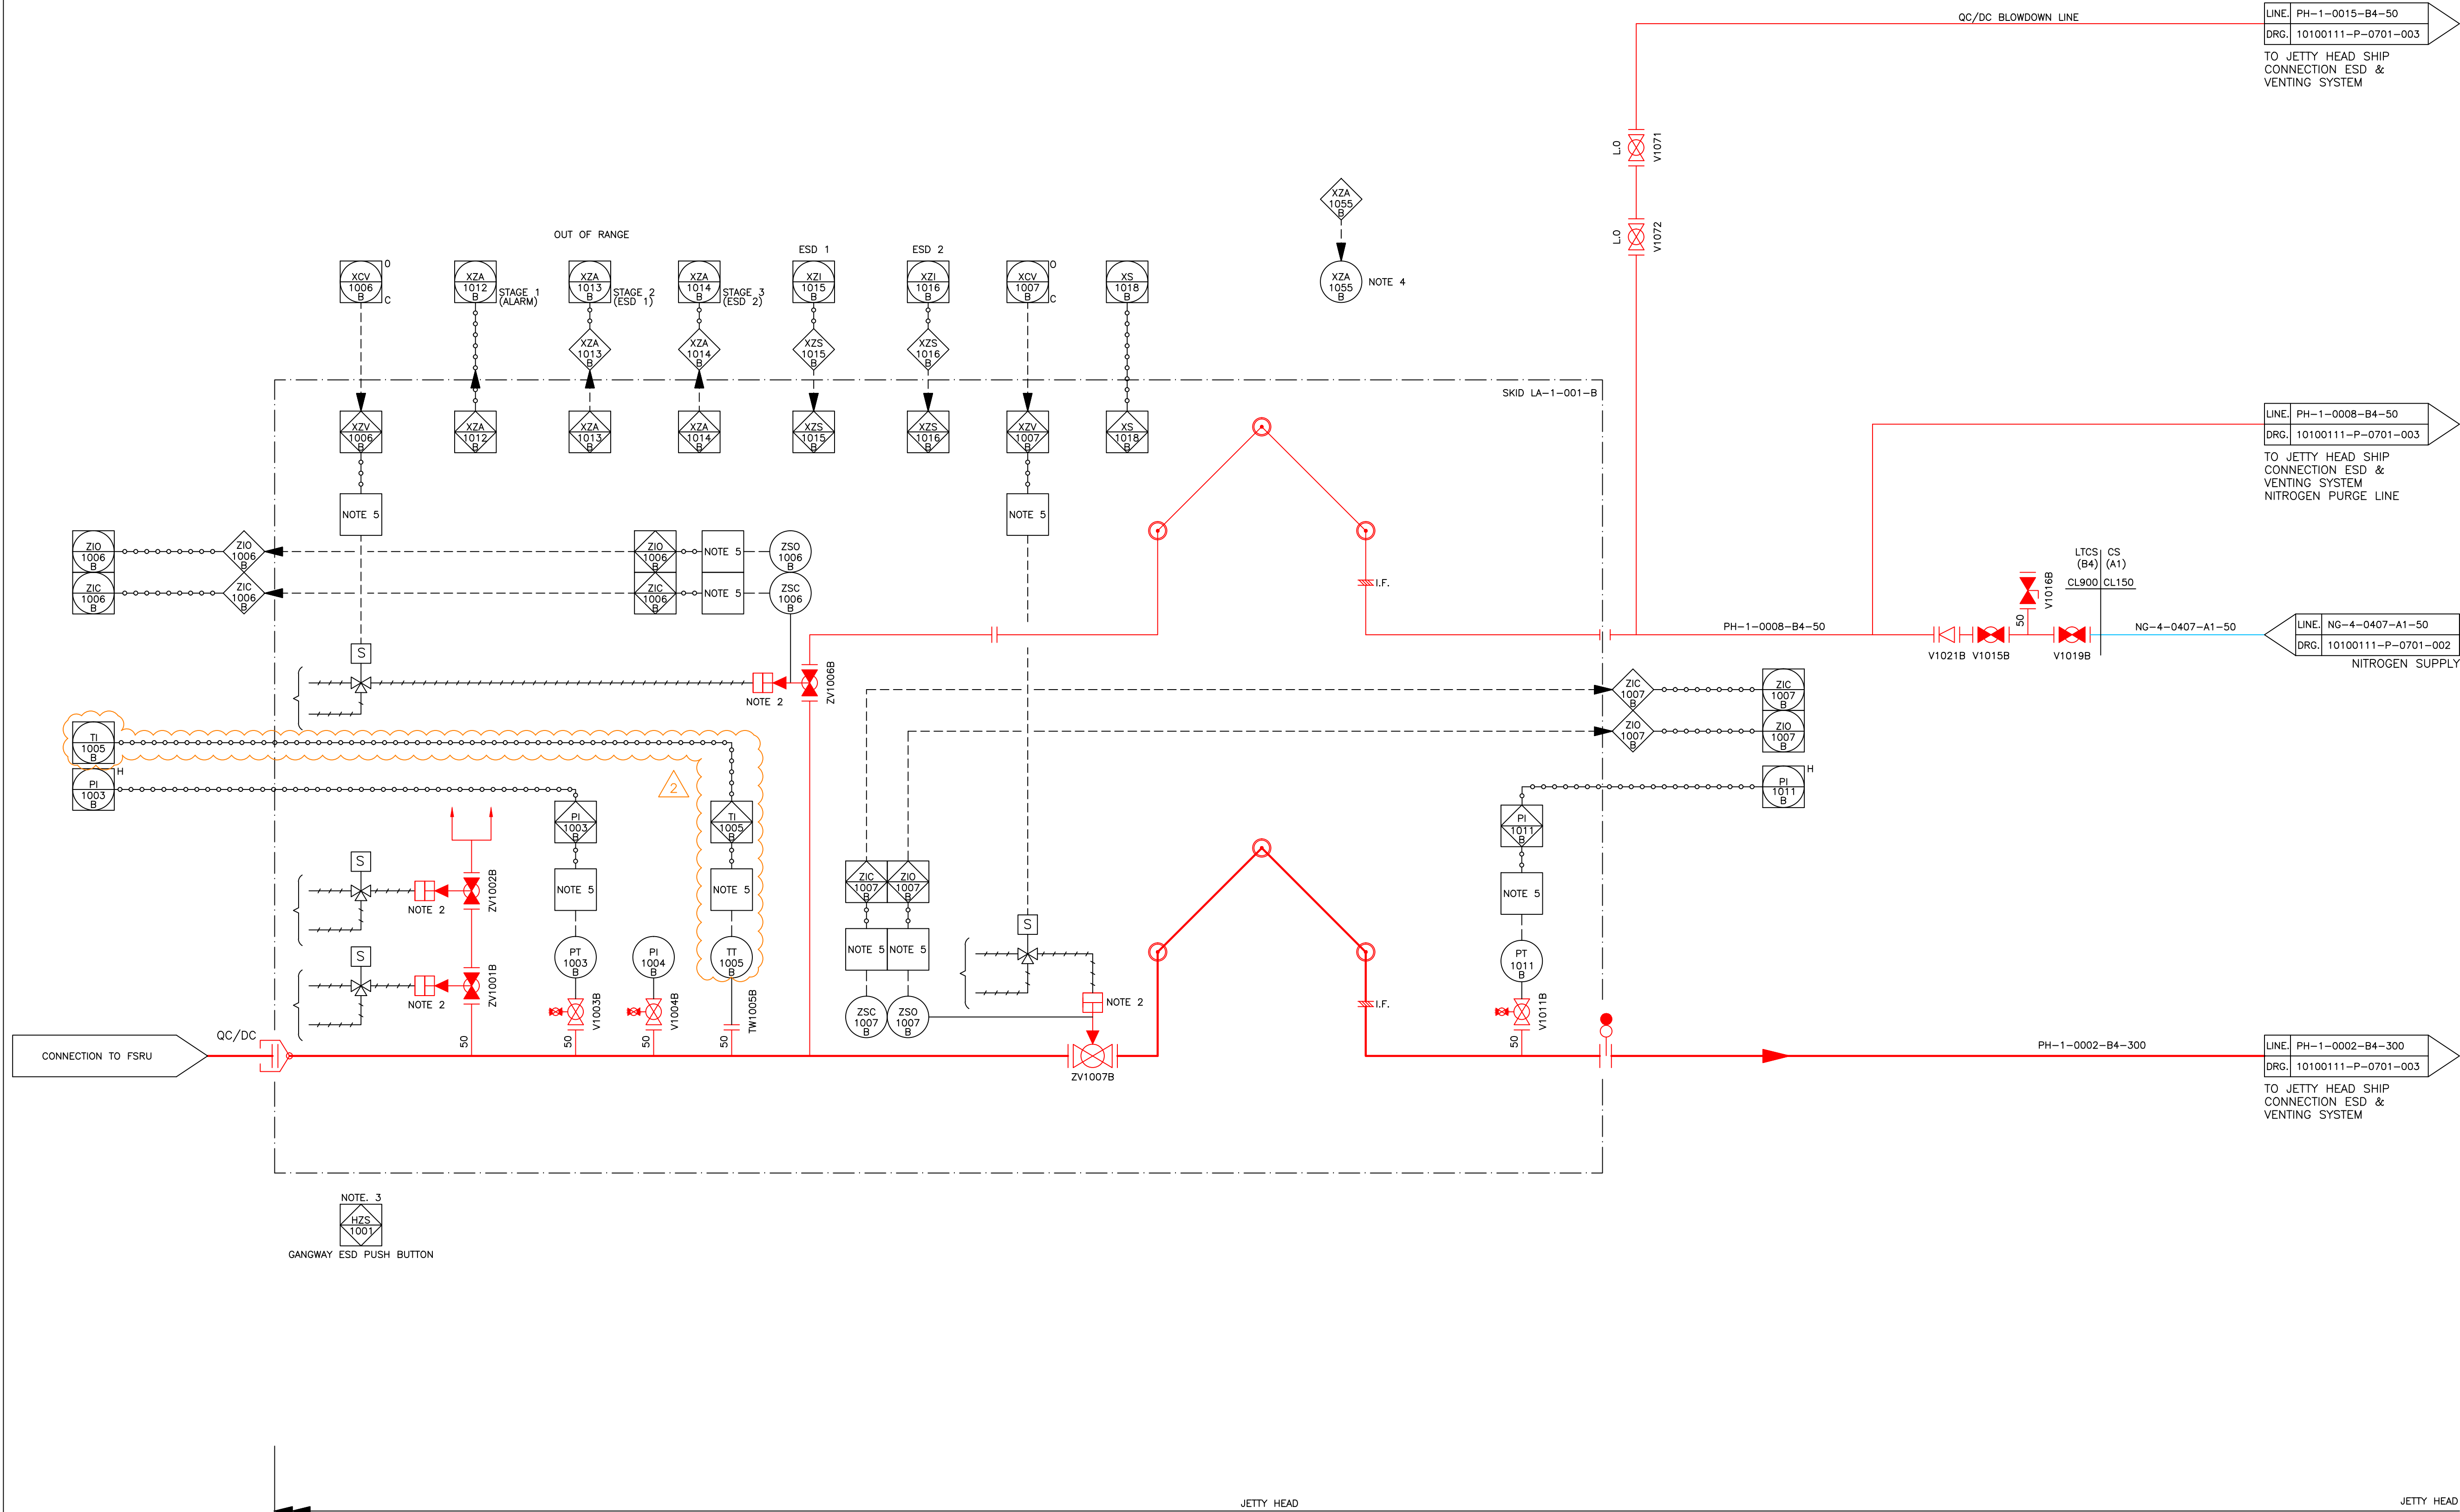 QC/DC BLOWDOWN LINE
LINE. PH-1-0015-B4-50
DRG. 10100111-P-0701-003
TO JETTY HEAD SHIP
CONNECTION ESD &
VENTING SYSTEM
L.O
V1071
L.O
V1072
XZA
1055
B
XZA
1055
B
NOTE 4
OUT OF RANGE
ESD 1
ESD 2
XCV
1006
B
O
C
XZA
1012
B
STAGE 1
(ALARM)
XZA
1013
B
STAGE 2
(ESD 1)
XZA
1014
B
STAGE 3
(ESD 2)
XZI
1015
B
XZI
1016
B
XCV
1007
B
O
C
XS
1018
B
XZA
1013
B
XZA
1014
B
XZS
1015
B
XZS
1016
B
SKID LA-1-001-B
XZV
1006
B
XZA
1012
B
XZA
1013
B
XZA
1014
B
XZS
1015
B
XZS
1016
B
XZV
1007
B
XS
1018
B
LINE. PH-1-0008-B4-50
DRG. 10100111-P-0701-003
TO JETTY HEAD SHIP
CONNECTION ESD &
VENTING SYSTEM
NITROGEN PURGE LINE
NOTE 5
NOTE 5
ZIO
1006
B
ZIO
1006
B
ZIO
1006
B
NOTE 5
ZSO
1006
B
ZIC
1006
B
ZIC
1006
B
ZIC
1006
B
NOTE 5
ZSC
1006
B
I.F.
LTCS CS
(B4) (A1)
CL900 CL150
V1016B
50
PH-1-0008-B4-50
V1021B
V1015B
V1019B
NG-4-0407-A1-50
LINE. NG-4-0407-A1-50
DRG. 10100111-P-0701-002
NITROGEN SUPPLY
S
NOTE 2
ZV1006B
ZIC
1007
B
ZIC
1007
B
ZIO
1007
B
ZIO
1007
B
TI
1005
B
PI
1003
B
H
2
PI
1011
B
H
PI
1003
B
TI
1005
B
PI
1011
B
S
NOTE 2
ZV1002B
NOTE 5
NOTE 5
ZIC
1007
B
ZIO
1007
B
NOTE 5
NOTE 5
NOTE 5
S
NOTE 2
ZV1001B
PT
1003
B
PI
1004
B
TT
1005
B
S
PT
1011
B
ZSC
1007
B
ZSO
1007
B
NOTE 2
I.F.
V1003B
V1004B
TW1005B
V1011B
50
50
50
50
50
QC/DC
CONNECTION TO FSRU
ZV1007B
PH-1-0002-B4-300
LINE. PH-1-0002-B4-300
DRG. 10100111-P-0701-003
TO JETTY HEAD SHIP
CONNECTION ESD &
VENTING SYSTEM
NOTE. 3
HZS
1001
GANGWAY ESD PUSH BUTTON
JETTY HEAD
JETTY HEAD